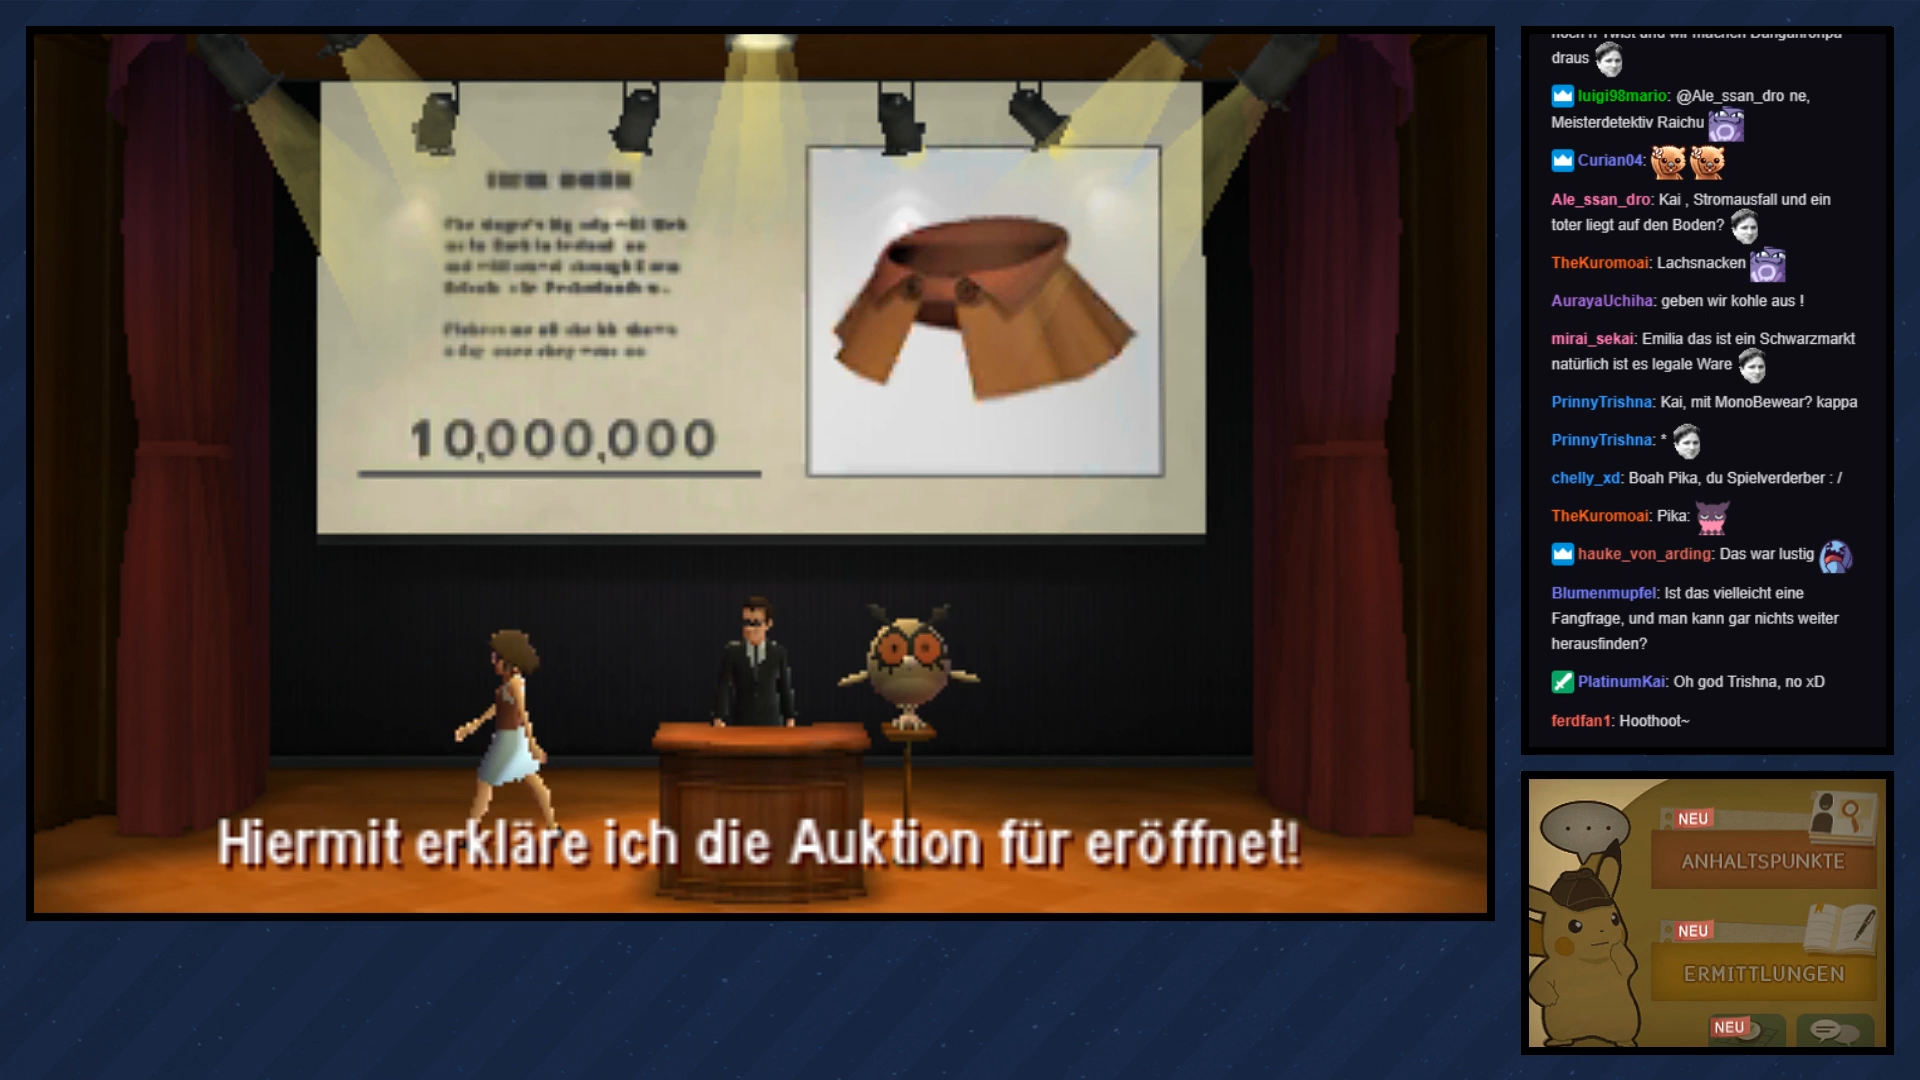 10,000,000
Hiermit erkläre ich die Auktion für eröffnet!
draus
luigi98mario: @Ale_ssan_dro ne,
Meisterdetektiv Raichu
Curian04:
Ale_ssan_dro: Kai , Stromausfall und ein
toter liegt auf den Boden?
TheKuromoai: Lachsnacken
AurayaUchiha: geben wir kohle aus !
mirai_sekai: Emilia das ist ein Schwarzmarkt
natürlich ist es legale Ware
PrinnyTrishna: Kai, mit MonoBewear? kappa
PrinnyTrishna: *
chelly_xd: Boah Pika, du Spielverderber : /
TheKuromoai: Pika:
hauke_von_arding: Das war lustig
Blumenmupfel: Ist das vielleicht eine
Fangfrage, und man kann gar nichts weiter
herausfinden?
PlatinumKai: Oh god Trishna, no xD
ferdfan1: Hoothoot~
NEU
ANHALTSPUNKTE
NEU
ERMITTLUNGEN
NEU